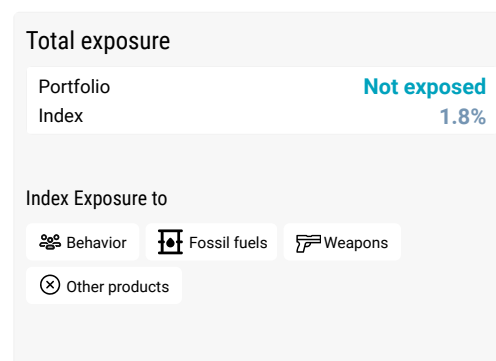 Total exposure
Portfolio Not exposed
Index 1.8%
Index Exposure to
Behavior Fossil fuels Weapons
Other products